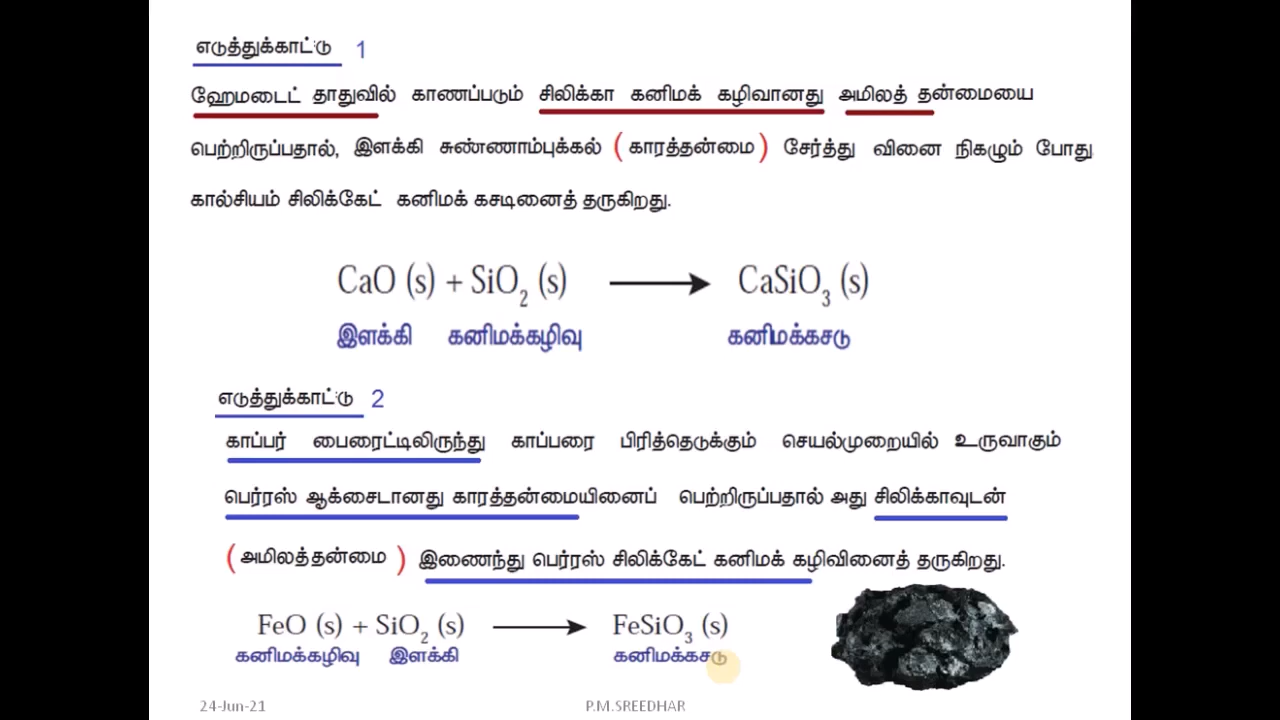 எடுத்துக்காட்டு 1
ஹேமடைட் தாதுவில் காணப்படும் சிலிக்கா கனிமக் கழிவானது அமிலத் தன்மையை
பெற்றிருப்பதால், இளக்கி சுண்ணாம்புக்கல் (காரத்தன்மை) சேர்த்து வினை நிகழும் போது
கால்சியம் சிலிக்கேட் கனிமக் கசடினைத் தருகிறது.
CaO (s) + SiO₂ (s) ⟶ CaSiO₃ (s)
இளக்கி கனிமக்கழிவு கனிமக்கசடு
எடுத்துக்காட்டு 2
காப்பர் பைரைட்டிலிருந்து காப்பரை பிரித்தெடுக்கும் செயல்முறையில் உருவாகும்
பெர்ரஸ் ஆக்சைடானது காரத்தன்மையினைப் பெற்றிருப்பதால் அது சிலிக்காவுடன்
(அமிலத்தன்மை) இணைந்து பெர்ரஸ் சிலிக்கேட் கனிமக் கழிவினைத் தருகிறது.
FeO (s) + SiO₂ (s) ⟶ FeSiO₃ (s)
கனிமக்கழிவு இளக்கி கனிமக்கசடு
24-Jun-21 P.M.SREEDHAR